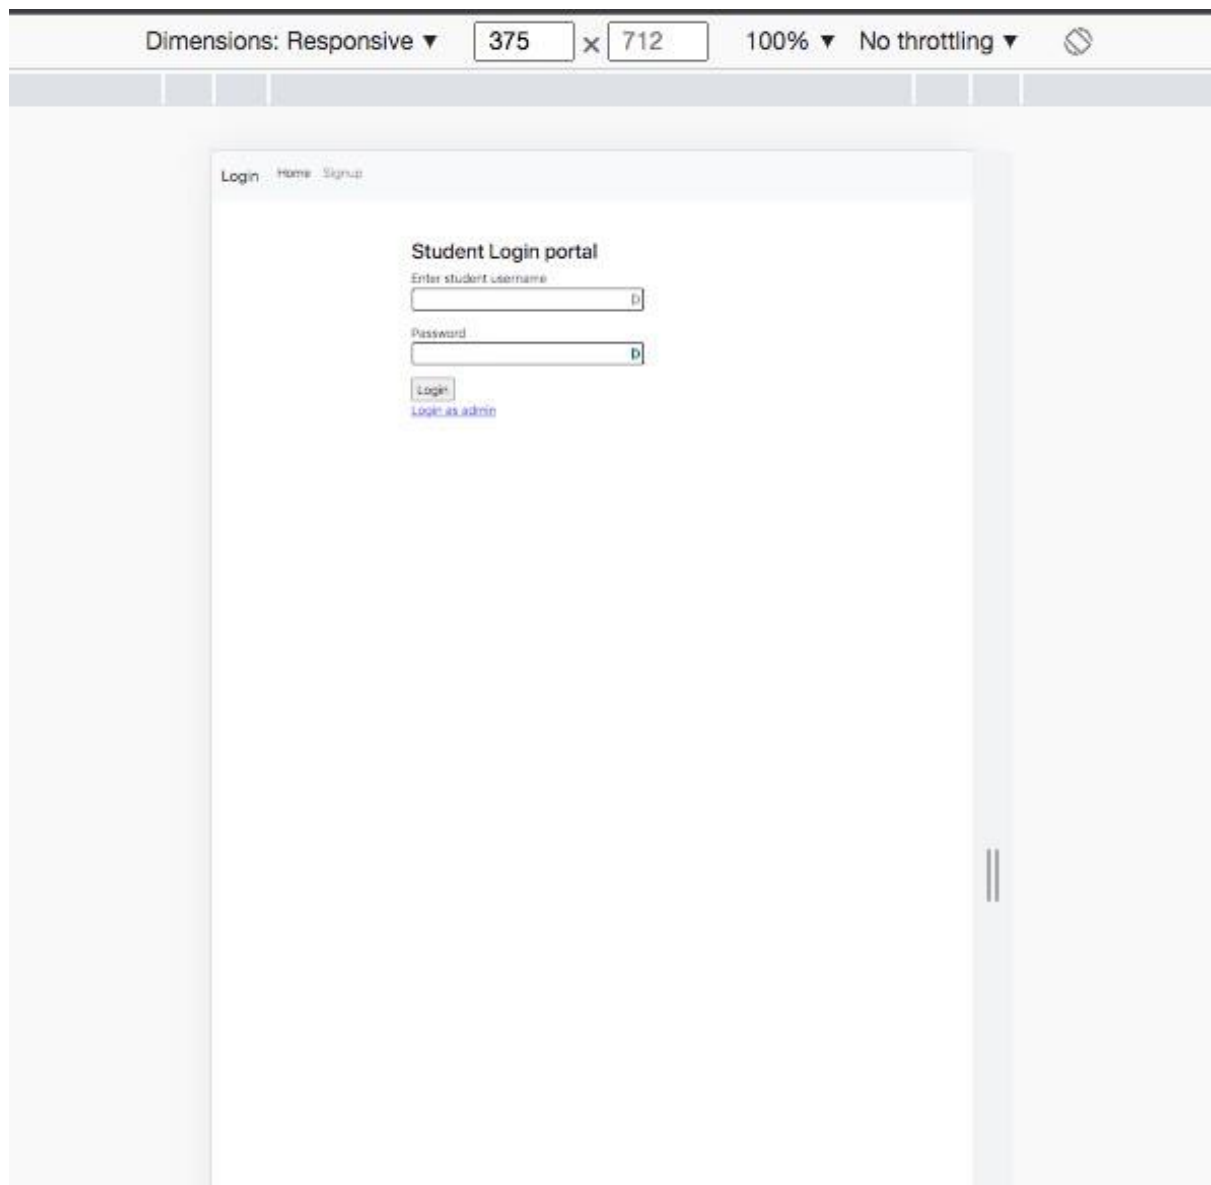 Dimensions: Responsive ▼ 375 × 712 100% ▼ No throttling ▼
Login Home Signup
Student Login portal
Enter student username
Password
Login
Login as admin